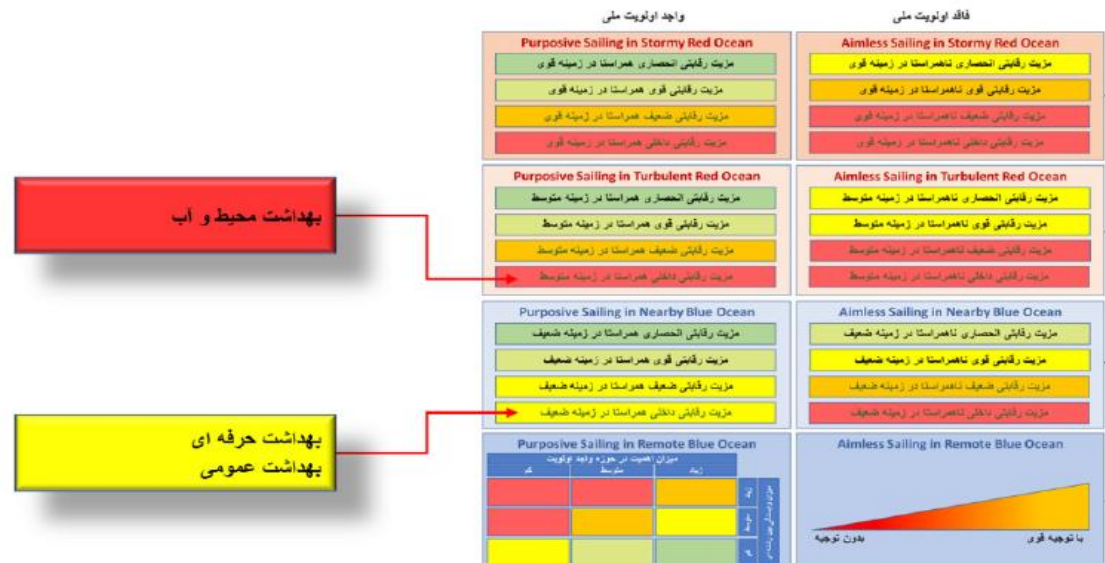 واجد اولویت ملی
فاقد اولویت ملی
Purposive Sailing in Stormy Red Ocean
مزیت رقابتی انحصاری همراستا در زمینه قوی
مزیت رقابتی قوی همراستا در زمینه قوی
مزیت رقابتی ضعیف همراستا در زمینه قوی
مزیت رقابتی داخلی همراستا در زمینه قوی
Aimless Sailing in Stormy Red Ocean
مزیت رقابتی انحصاری ناهمراستا در زمینه قوی
مزیت رقابتی قوی ناهمراستا در زمینه قوی
مزیت رقابتی ضعیف ناهمراستا در زمینه قوی
مزیت رقابتی داخلی ناهمراستا در زمینه قوی
بهداشت محیط و آب
Purposive Sailing in Turbulent Red Ocean
مزیت رقابتی انحصاری همراستا در زمینه متوسط
مزیت رقابتی قوی همراستا در زمینه متوسط
مزیت رقابتی ضعیف همراستا در زمینه متوسط
مزیت رقابتی داخلی همراستا در زمینه متوسط
Aimless Sailing in Turbulent Red Ocean
مزیت رقابتی انحصاری ناهمراستا در زمینه متوسط
مزیت رقابتی قوی ناهمراستا در زمینه متوسط
مزیت رقابتی ضعیف ناهمراستا در زمینه متوسط
مزیت رقابتی داخلی ناهمراستا در زمینه متوسط
Purposive Sailing in Nearby Blue Ocean
مزیت رقابتی انحصاری همراستا در زمینه ضعیف
مزیت رقابتی قوی همراستا در زمینه ضعیف
مزیت رقابتی ضعیف همراستا در زمینه ضعیف
مزیت رقابتی داخلی همراستا در زمینه ضعیف
Aimless Sailing in Nearby Blue Ocean
مزیت رقابتی انحصاری ناهمراستا در زمینه ضعیف
مزیت رقابتی قوی ناهمراستا در زمینه ضعیف
مزیت رقابتی ضعیف ناهمراستا در زمینه ضعیف
مزیت رقابتی داخلی ناهمراستا در زمینه ضعیف
بهداشت حرفه ای
بهداشت عمومی
Purposive Sailing in Remote Blue Ocean
میزان اهمیت در حوزه واجد اولویت
زیاد
متوسط
کم
زیاد
متوسط
کم
Aimless Sailing in Remote Blue Ocean
با توجیه قوی
بدون توجیه